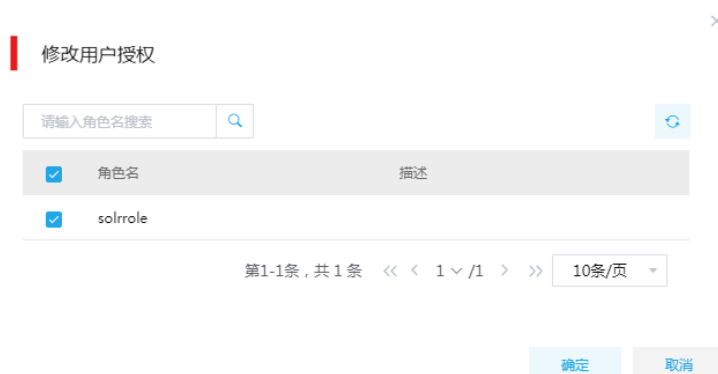 修改用户授权
请输入角色名搜索
角色名 描述
solrrole
第1-1条，共 1 条 1 /1 10条/页
确定 取消